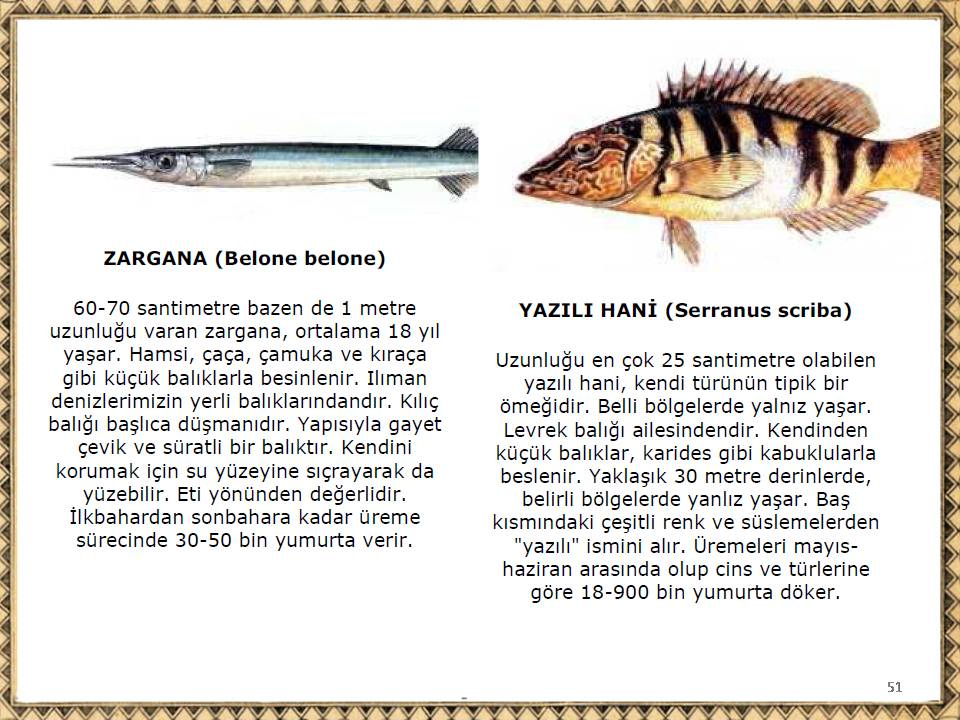 ZARGANA (Belone belone)
60-70 santimetre bazen de 1 metre
uzunluğu varan zargana, ortalama 18 yıl
yaşar. Hamsi, çaça, çamuka ve kıraça
gibi küçük balıklarla besinlenir. Ilıman
denizlerimizin yerli balıklarındandır. Kılıç
balığı başlıca düşmanıdır. Yapısıyla gayet
çevik ve süratli bir balıktır. Kendini
korumak için su yüzeyine sıçrayarak da
yüzebilir. Eti yönünden değerlidir.
İlkbahardan sonbahara kadar üreme
sürecinde 30-50 bin yumurta verir.
YAZILI HANİ (Serranus scriba)
Uzunluğu en çok 25 santimetre olabilen
yazılı hani, kendi türünün tipik bir
ömeğidir. Belli bölgelerde yalnız yaşar.
Levrek balığı ailesindendir. Kendinden
küçük balıklar, karides gibi kabuklularla
beslenir. Yaklaşık 30 metre derinlerde,
belirli bölgelerde yanlız yaşar. Baş
kısmındaki çeşitli renk ve süslemelerden
"yazılı" ismini alır. Üremeleri mayıs-
haziran arasında olup cins ve türlerine
göre 18-900 bin yumurta döker.
51
-